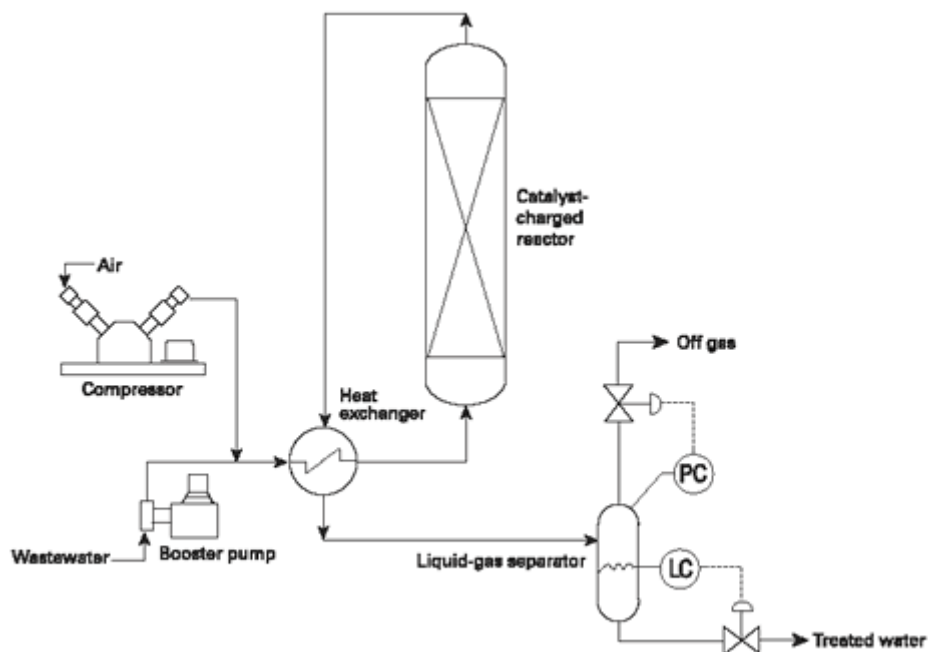 Catalyst-
charged
reactor
Air
Off gas
Compressor
Heat
exchanger
PC
Wastewater
Booster pump
Liquid-gas separator
LC
Treated water